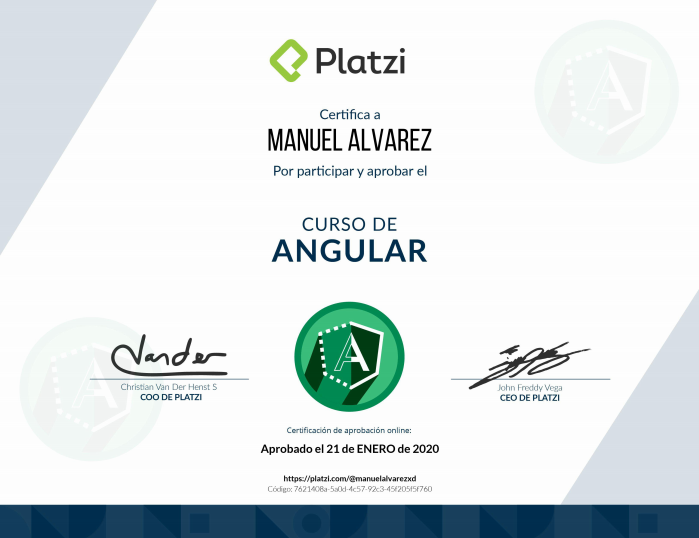 Platzi
Certifica a
MANUEL ALVAREZ
Por participar y aprobar el
CURSO DE
ANGULAR
A
Vander
Christian Van Der Henst S
COO DE PLATZI
John Freddy Vega
CEO DE PLATZI
Certificación de aprobación online:
Aprobado el 21 de ENERO de 2020
https://platzi.com/@manuelalvarezxd
Código: 7621408a-5a0d-4c57-92c3-45f205f5f760